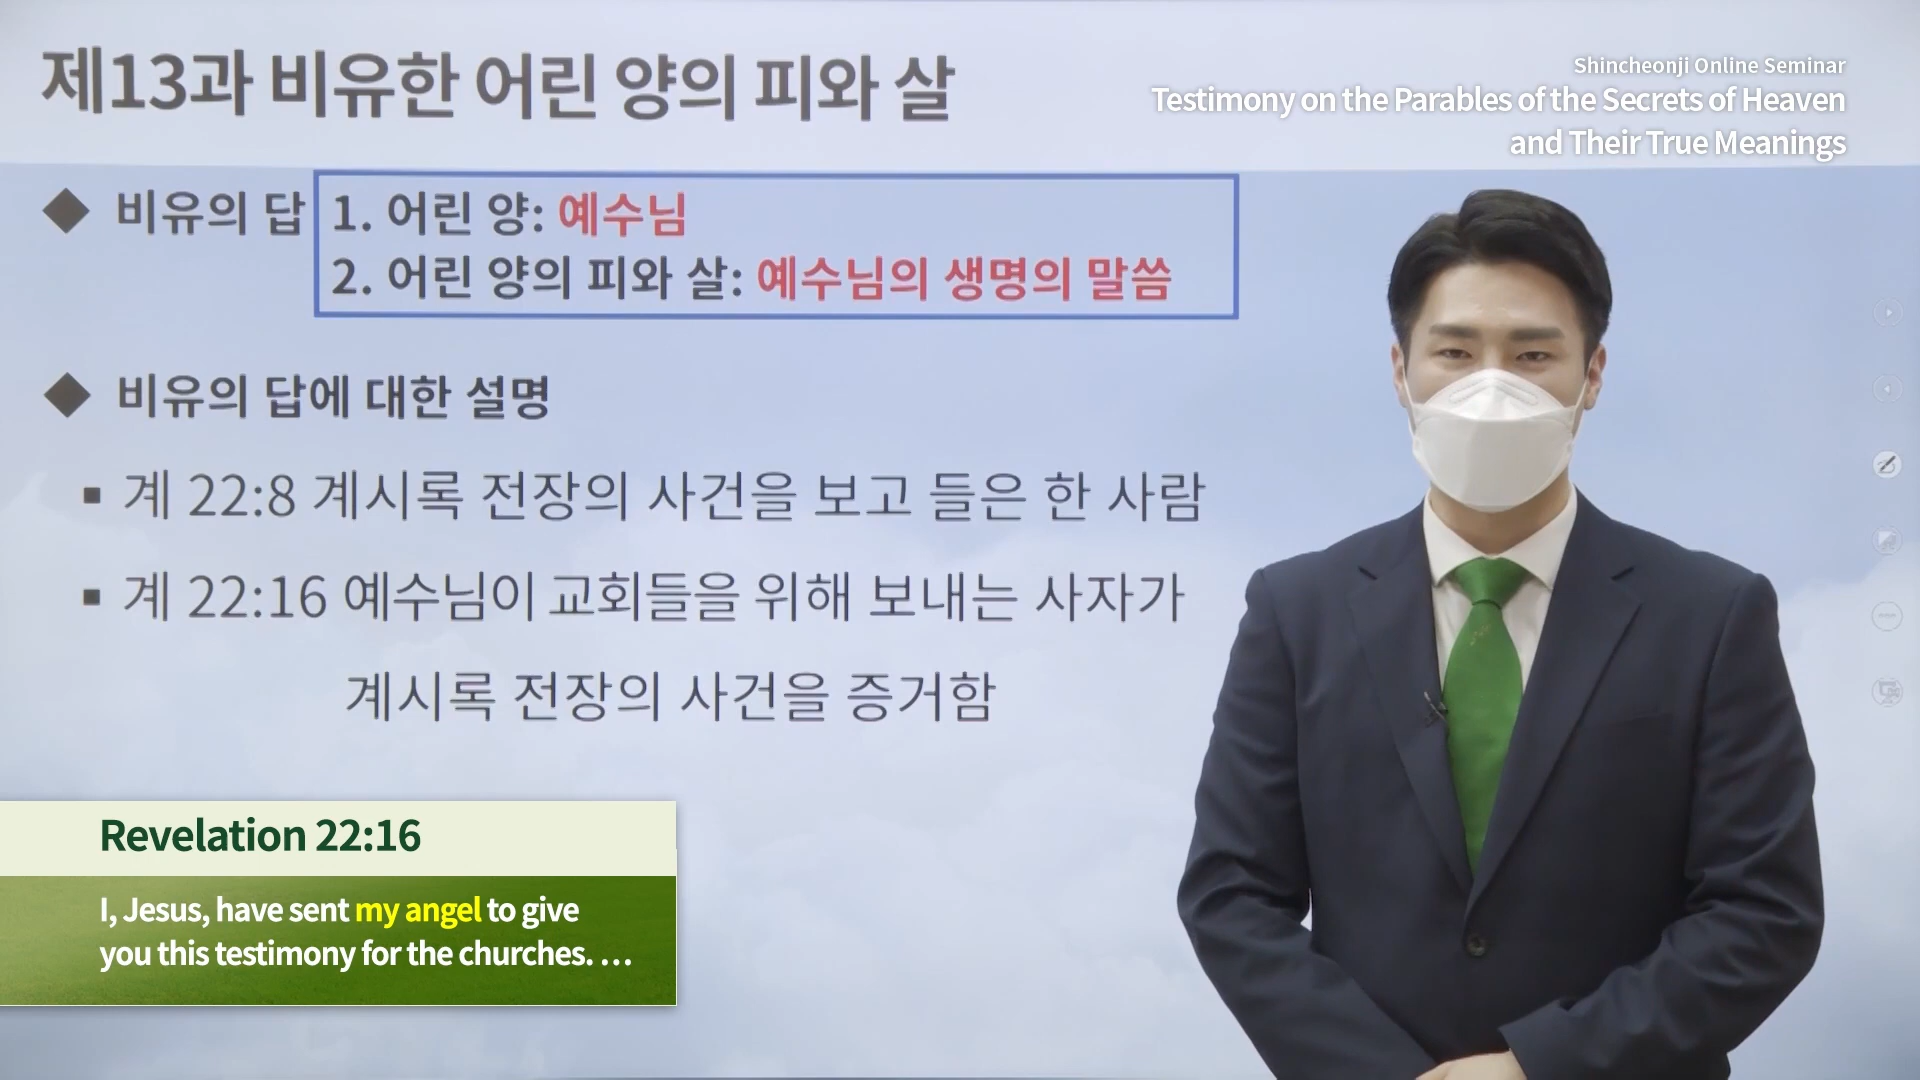 제13과 비유한 어린 양의 피와 살
Shincheonji Online Seminar
Testimony on the Parables of the Secrets of Heaven
and Their True Meanings
◆ 비유의 답
1. 어린 양: 예수님
2. 어린 양의 피와 살: 예수님의 생명의 말씀
◆ 비유의 답에 대한 설명
▪ 계 22:8 계시록 전장의 사건을 보고 들은 한 사람
▪ 계 22:16 예수님이 교회들을 위해 보내는 사자가
계시록 전장의 사건을 증거함
Revelation 22:16
I, Jesus, have sent my angel to give
you this testimony for the churches. …